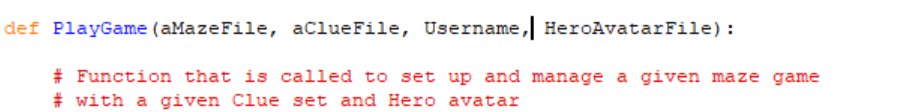 def PlayGame(aMazeFile, aClueFile, Username, HeroAvatarFile):
# Function that is called to set up and manage a given maze game
# with a given Clue set and Hero avatar